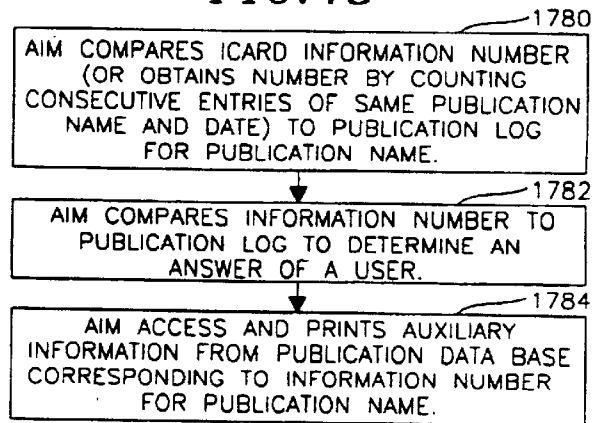 1780
AIM COMPARES ICARD INFORMATION NUMBER
(OR OBTAINS NUMBER BY COUNTING
CONSECUTIVE ENTRIES OF SAME PUBLICATION
NAME AND DATE) TO PUBLICATION LOG
FOR PUBLICATION NAME.
1782
AIM COMPARES INFORMATION NUMBER TO
PUBLICATION LOG TO DETERMINE AN
ANSWER OF A USER.
1784
AIM ACCESS AND PRINTS AUXILIARY
INFORMATION FROM PUBLICATION DATA BASE
CORRESPONDING TO INFORMATION NUMBER
FOR PUBLICATION NAME.